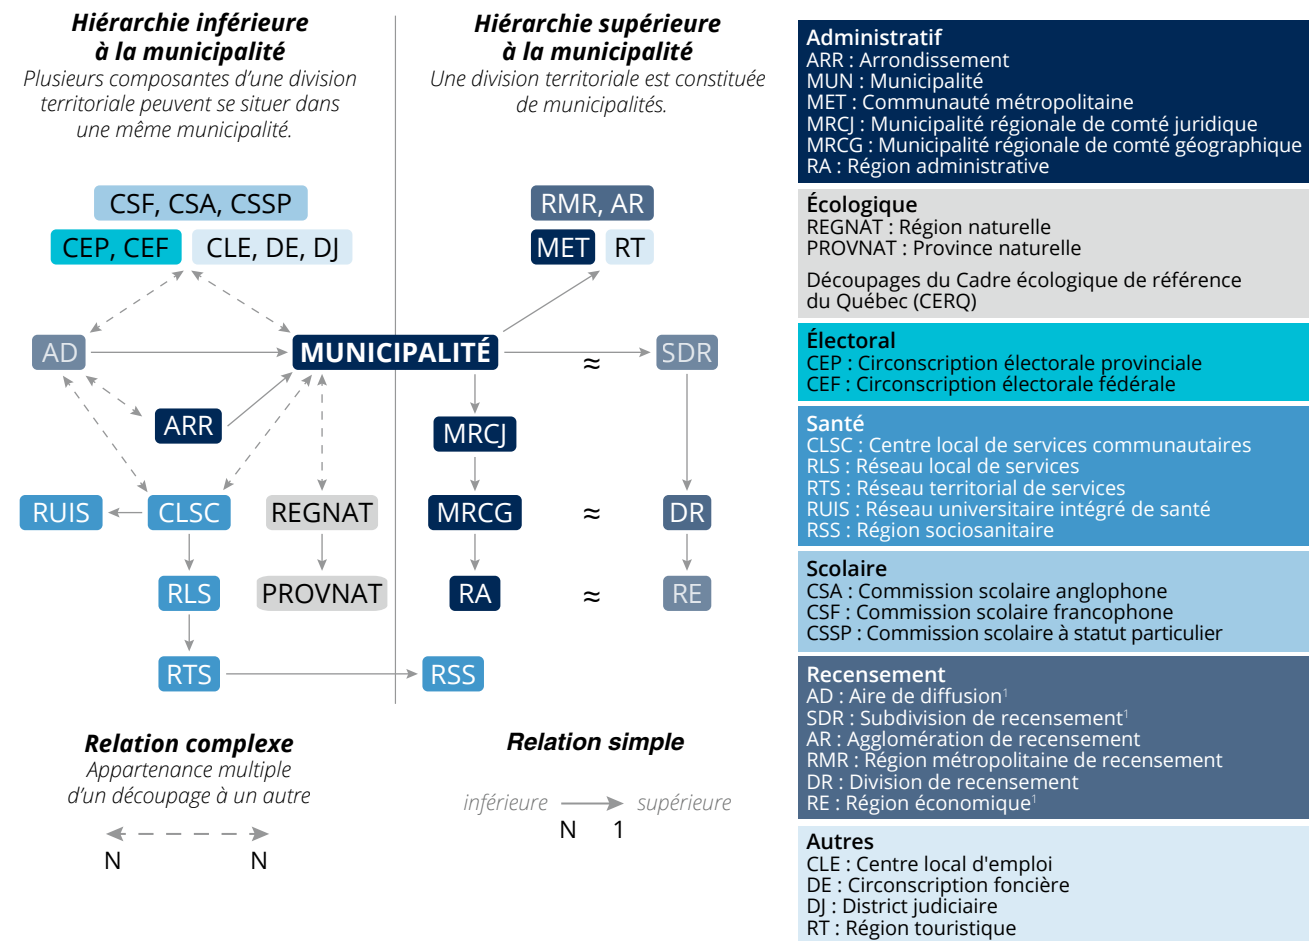 Hiérarchie inférieure
à la municipalité
Plusieurs composantes d'une division
territoriale peuvent se situer dans
une même municipalité.
Hiérarchie supérieure
à la municipalité
Une division territoriale est constituée
de municipalités.
CSF, CSA, CSSP
CEP, CEF
CLE, DE, DJ
RMR, AR
MET
RT
AD
MUNICIPALITÉ
≈
SDR
ARR
MRCJ
RUIS
CLSC
REGNAT
MRCG
≈
DR
RLS
PROVNAT
RA
≈
RE
RTS
RSS
Relation complexe
Appartenance multiple
d'un découpage à un autre
N
N
Relation simple
inférieure
supérieure
N
1
Administratif
ARR : Arrondissement
MUN : Municipalité
MET : Communauté métropolitaine
MRCJ : Municipalité régionale de comté juridique
MRCG : Municipalité régionale de comté géographique
RA : Région administrative
Écologique
REGNAT : Région naturelle
PROVNAT : Province naturelle
Découpages du Cadre écologique de référence
du Québec (CERQ)
Électoral
CEP : Circonscription électorale provinciale
CEF : Circonscription électorale fédérale
Santé
CLSC : Centre local de services communautaires
RLS : Réseau local de services
RTS : Réseau territorial de services
RUIS : Réseau universitaire intégré de santé
RSS : Région sociosanitaire
Scolaire
CSA : Commission scolaire anglophone
CSF : Commission scolaire francophone
CSSP : Commission scolaire à statut particulier
Recensement
AD : Aire de diffusion¹
SDR : Subdivision de recensement¹
AR : Agglomération de recensement
RMR : Région métropolitaine de recensement
DR : Division de recensement
RE : Région économique¹
Autres
CLE : Centre local d'emploi
DE : Circonscription foncière
DJ : District judiciaire
RT : Région touristique